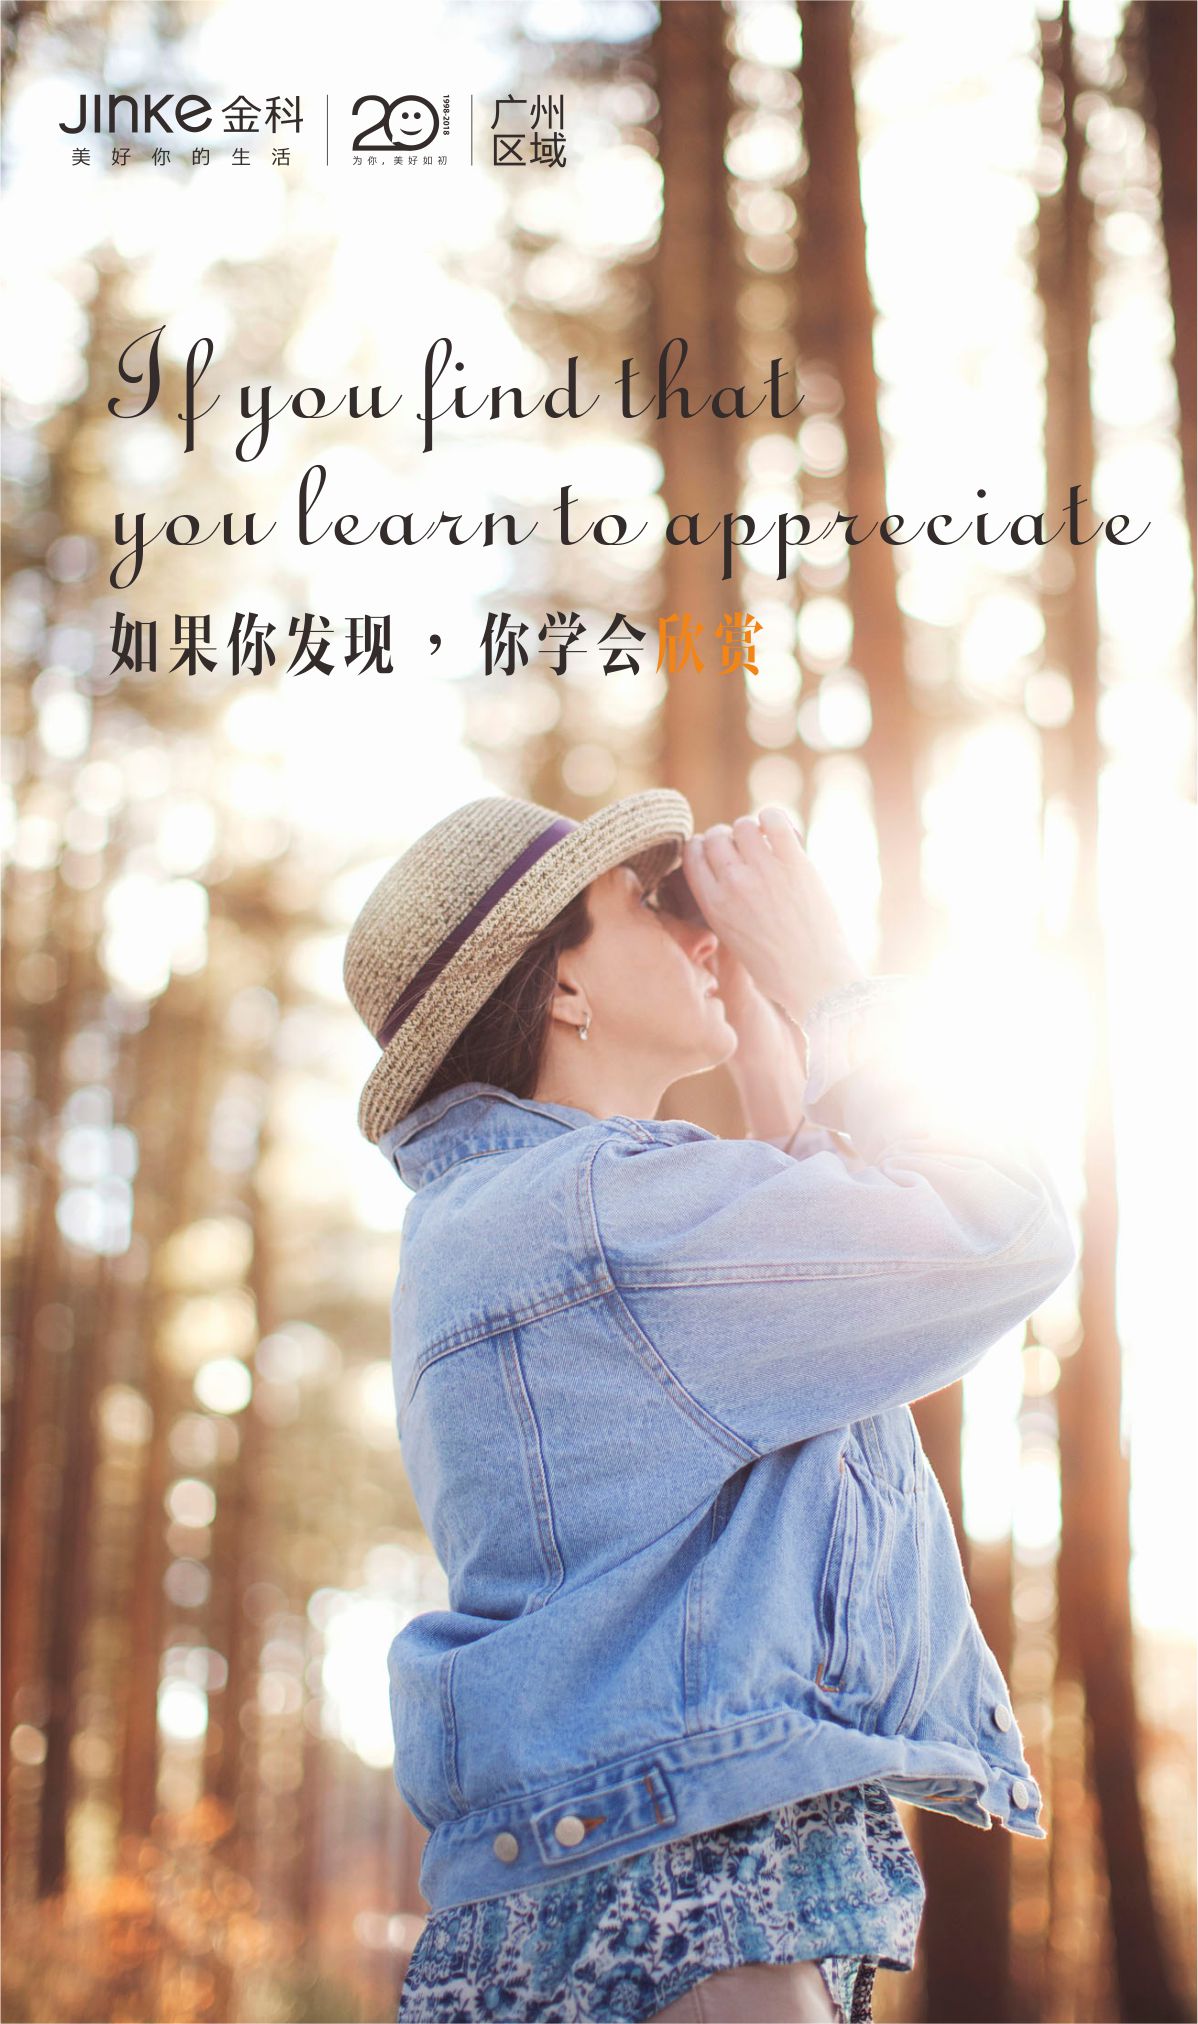 JINKE 金科
美好你的生活
20
1998-2018
为你，美好如初
广州
区域
If you find that
you learn to appreciate
如果你发现，你学会欣赏